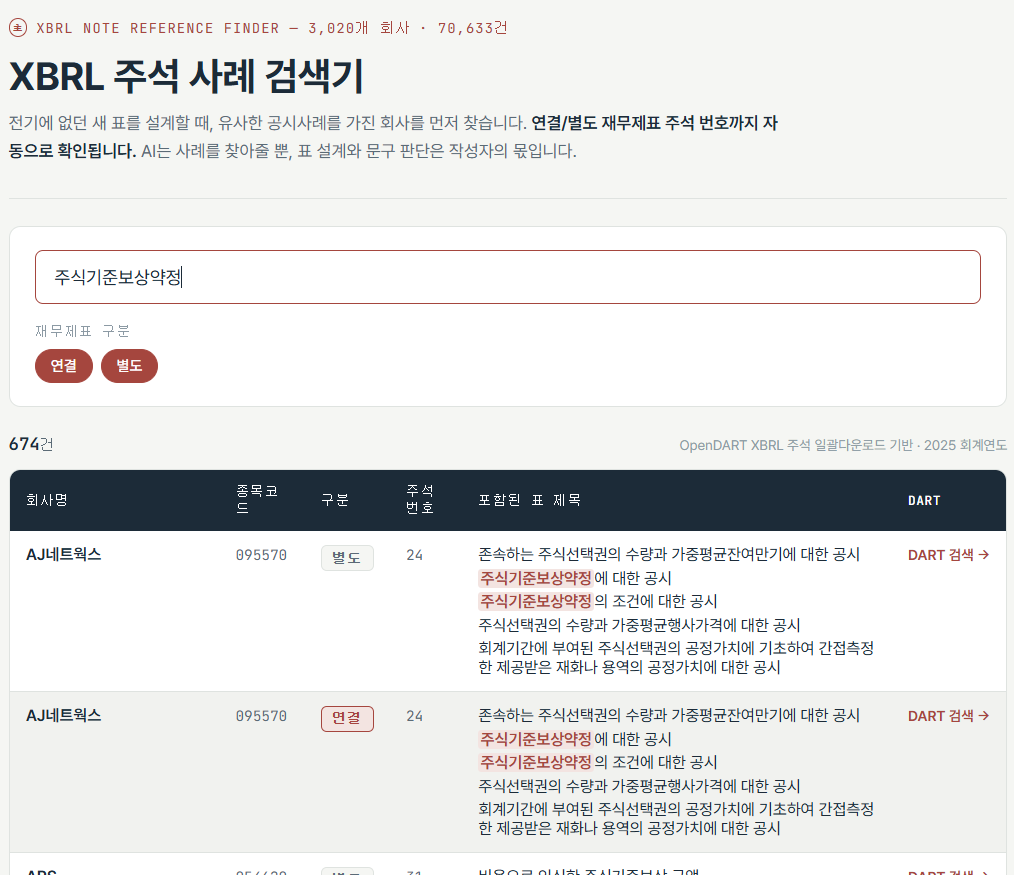 XBRL NOTE REFERENCE FINDER — 3,020개 회사 · 70,633건
XBRL 주석 사례 검색기
전기에 없던 새 표를 설계할 때, 유사한 공시사례를 가진 회사를 먼저 찾습니다. 연결/별도 재무제표 주석 번호까지 자
동으로 확인됩니다. AI는 사례를 찾아줄 뿐, 표 설계와 문구 판단은 작성자의 몫입니다.
주식기준보상약정
재무제표 구분
연결 별도
674건 OpenDART XBRL 주석 일괄다운로드 기반 · 2025 회계연도
회사명 종목코드 구분 주석번호 포함된 표 제목 DART
AJ네트웍스 095570 별도 24 존속하는 주식선택권의 수량과 가중평균잔여만기에 대한 공시 DART 검색 →
주식기준보상약정에 대한 공시
주식기준보상약정의 조건에 대한 공시
주식선택권의 수량과 가중평균행사가격에 대한 공시
회계기간에 부여된 주식선택권의 공정가치에 기초하여 간접측정
한 제공받은 재화나 용역의 공정가치에 대한 공시
AJ네트웍스 095570 연결 24 존속하는 주식선택권의 수량과 가중평균잔여만기에 대한 공시 DART 검색 →
주식기준보상약정에 대한 공시
주식기준보상약정의 조건에 대한 공시
주식선택권의 수량과 가중평균행사가격에 대한 공시
회계기간에 부여된 주식선택권의 공정가치에 기초하여 간접측정
한 제공받은 재화나 용역의 공정가치에 대한 공시